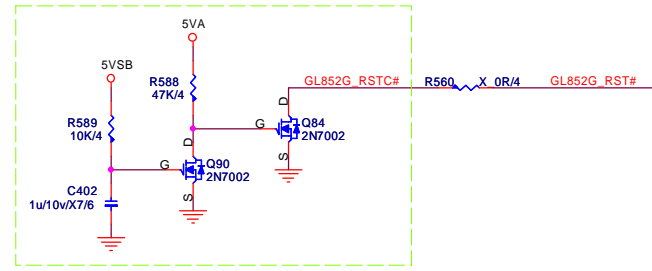 5VA
5VSB
R588
47K/4
GL852G_RSTC#
R560
X_0R/4
GL852G_RST#
R589
10K/4
D
G
Q84
2N7002
S
D
G
Q90
2N7002
S
C402
1u/10v/X7/6